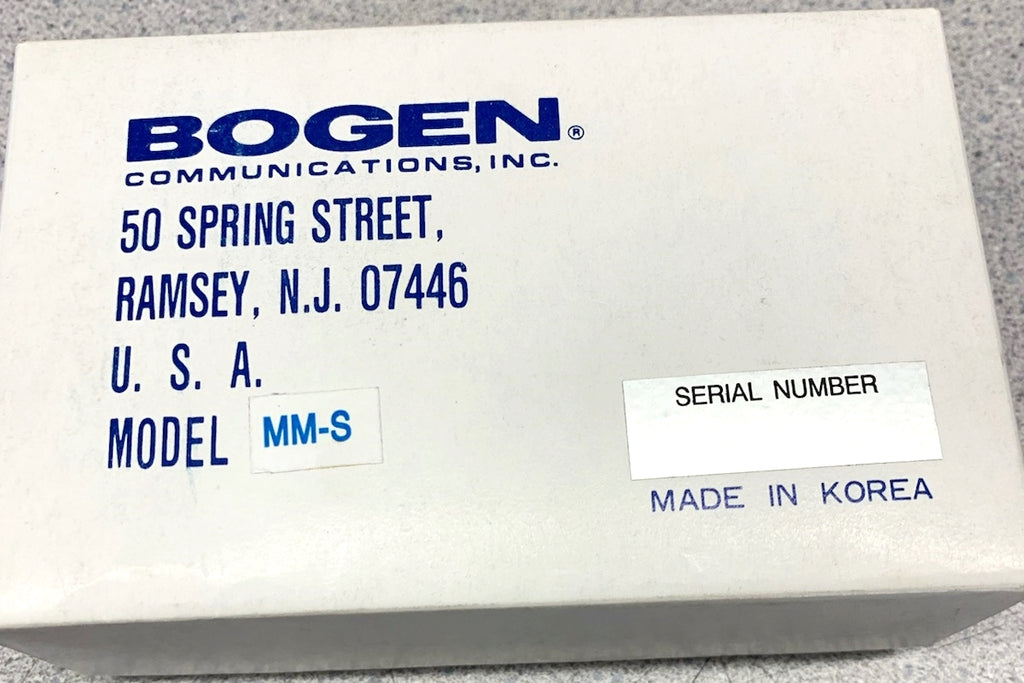 BOGEN®
COMMUNICATIONS, INC.
50 SPRING STREET,
RAMSEY, N.J. 07446
U. S. A.
MODEL MM-S
SERIAL NUMBER
MADE IN KOREA